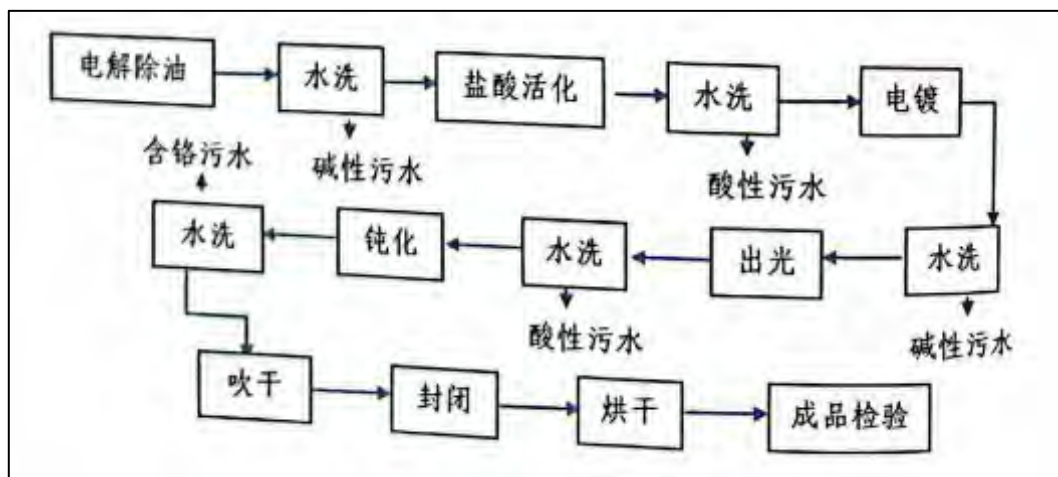 电解除油
水洗
盐酸活化
水洗
电镀
含铬污水
碱性污水
酸性污水
水洗
钝化
水洗
出光
水洗
酸性污水
碱性污水
吹干
封闭
烘干
成品检验